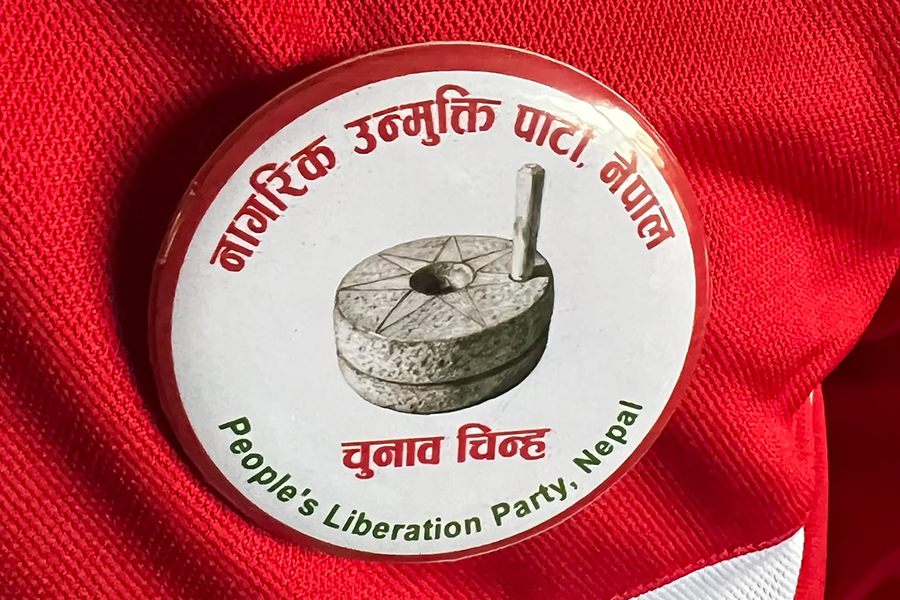 नागरिक उन्मुक्ति पार्टी, नेपाल
चुनाव चिन्ह
People's Liberation Party, Nepal